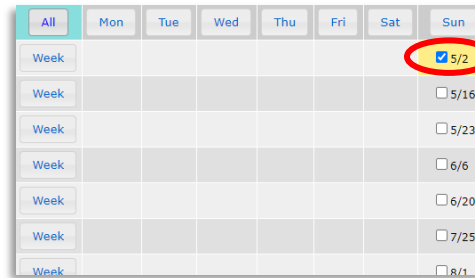 All Mon Tue Wed Thu Fri Sat Sun
Week 5/2
Week 5/16
Week 5/23
Week 6/6
Week 6/20
Week 7/25
Week 8/1